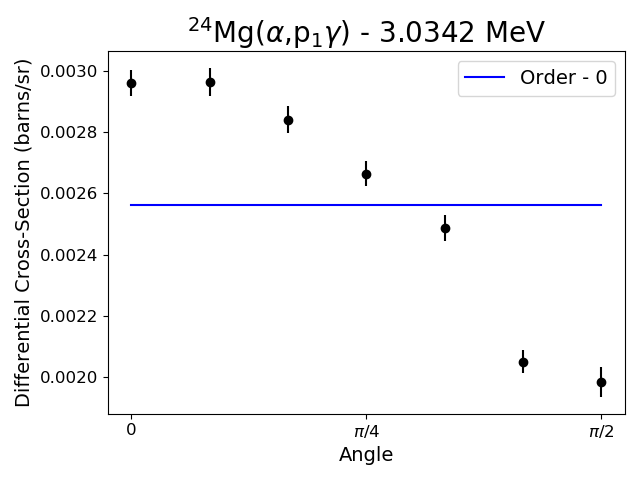 ²⁴Mg(α,p₁γ) - 3.0342 MeV
Order - 0
Differential Cross-Section (barns/sr)
0.0030
0.0028
0.0026
0.0024
0.0022
0.0020
0 π/4 π/2
Angle